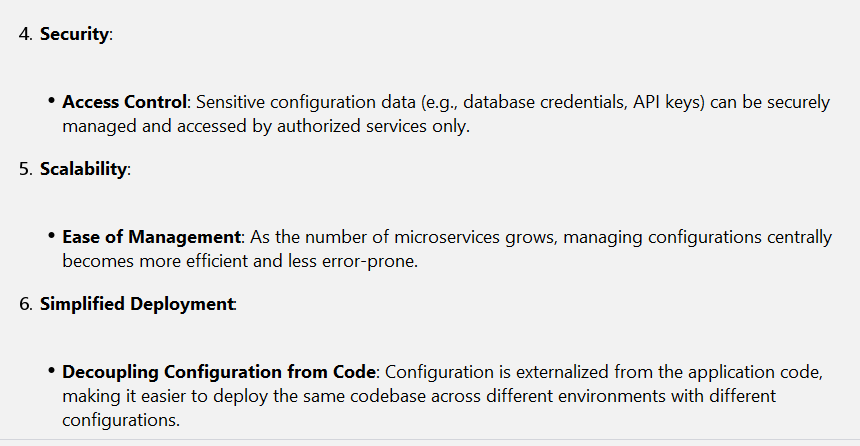 4. Security:
• Access Control: Sensitive configuration data (e.g., database credentials, API keys) can be securely
managed and accessed by authorized services only.
5. Scalability:
• Ease of Management: As the number of microservices grows, managing configurations centrally
becomes more efficient and less error-prone.
6. Simplified Deployment:
• Decoupling Configuration from Code: Configuration is externalized from the application code,
making it easier to deploy the same codebase across different environments with different
configurations.